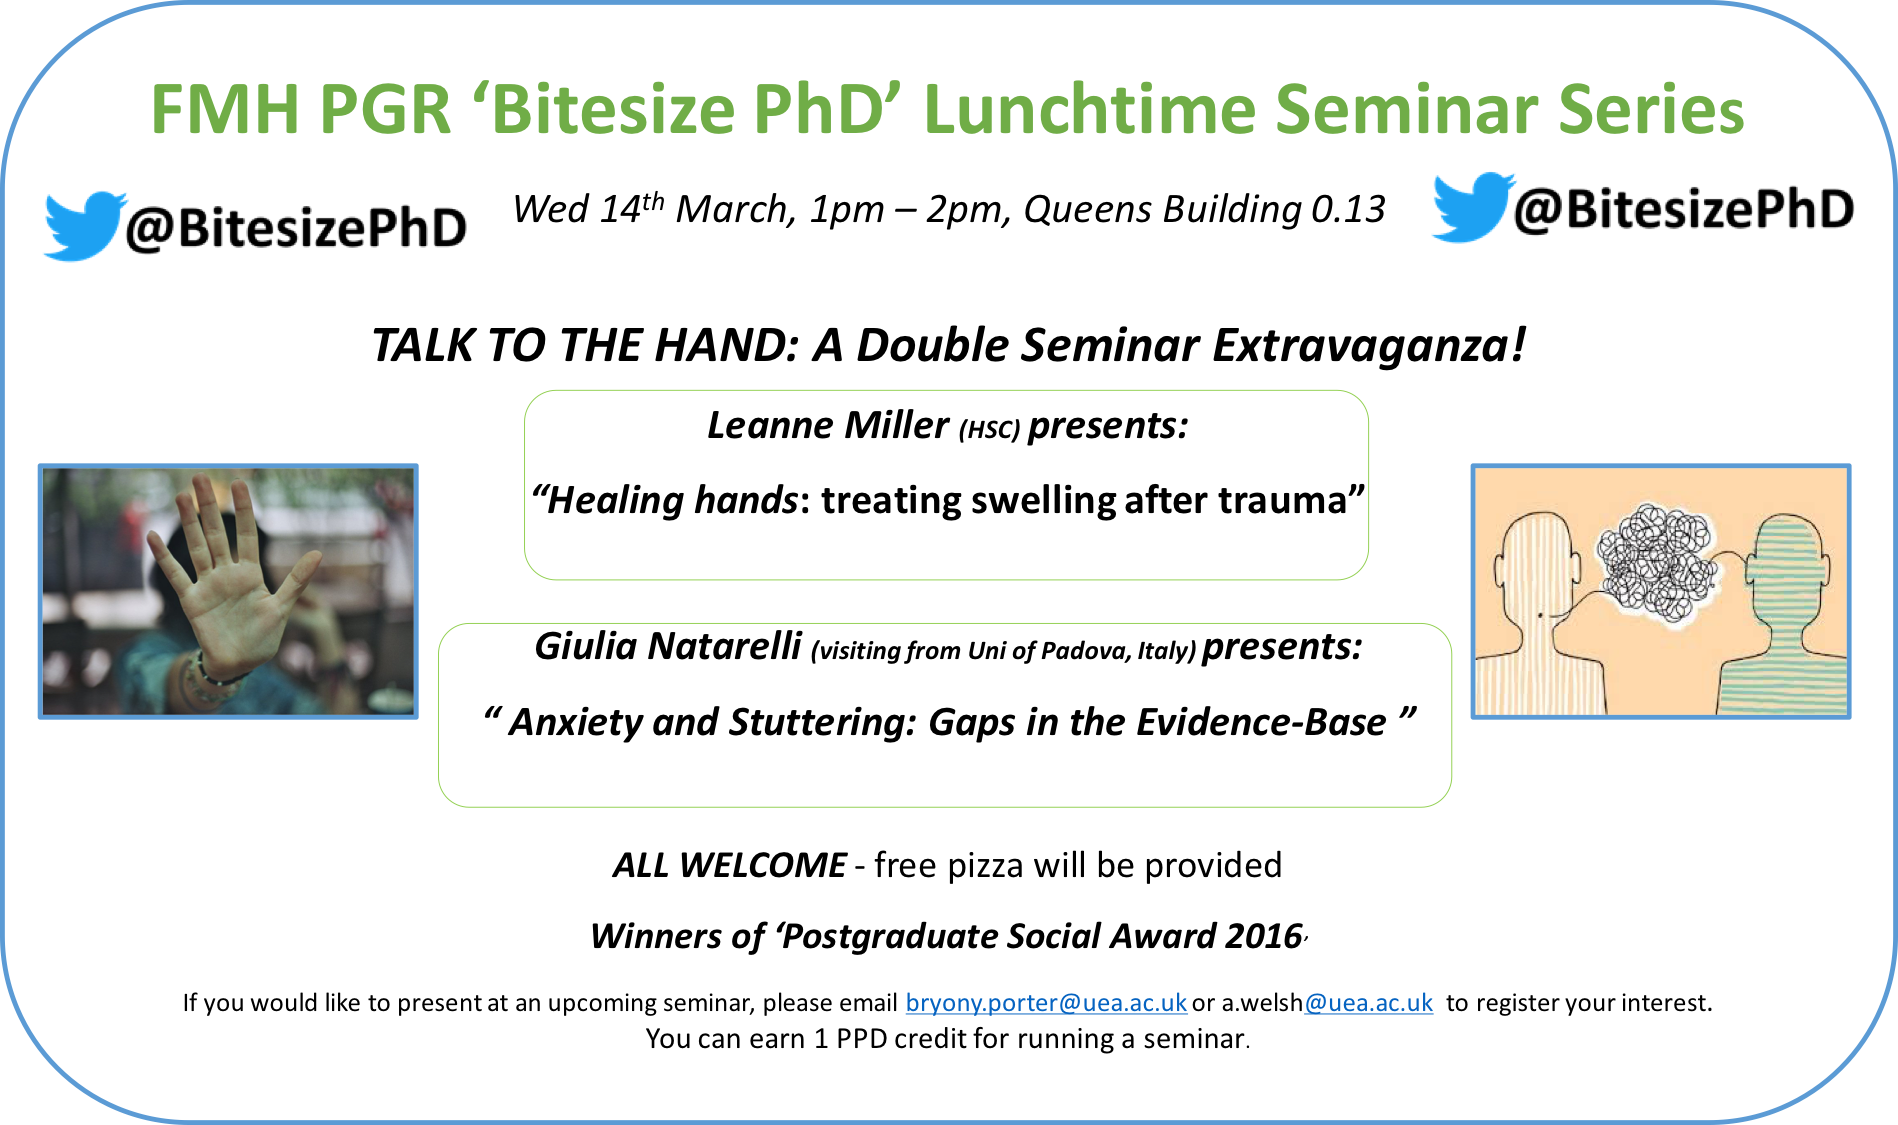 FMH PGR ‘Bitesize PhD’ Lunchtime Seminar Series
@BitesizePhD
Wed 14th March, 1pm – 2pm, Queens Building 0.13
@BitesizePhD
TALK TO THE HAND: A Double Seminar Extravaganza!
Leanne Miller (HSC) presents:
“Healing hands: treating swelling after trauma”
Giulia Natarelli (visiting from Uni of Padova, Italy) presents:
“ Anxiety and Stuttering: Gaps in the Evidence-Base ”
ALL WELCOME - free pizza will be provided
Winners of ‘Postgraduate Social Award 2016’
If you would like to present at an upcoming seminar, please email bryony.porter@uea.ac.uk or a.welsh@uea.ac.uk to register your interest.
You can earn 1 PPD credit for running a seminar.